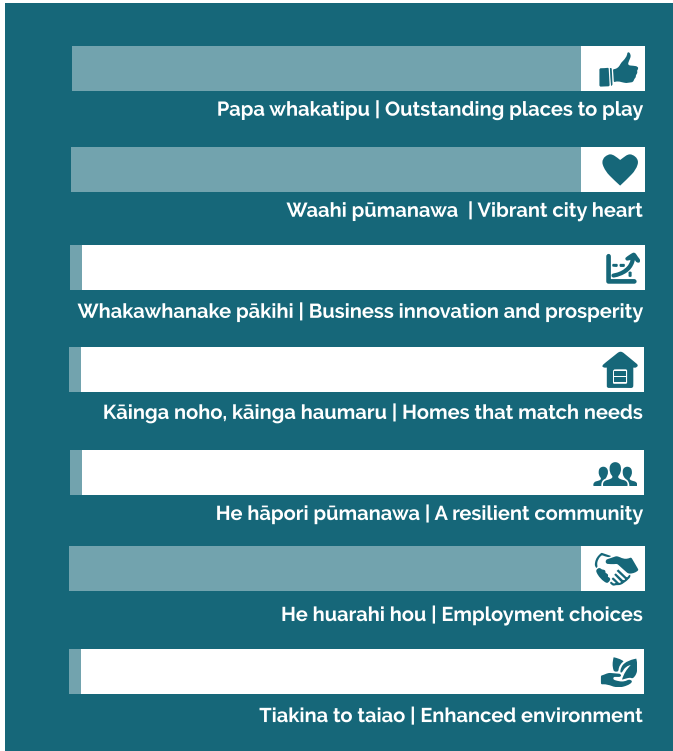 Papa whakatipu | Outstanding places to play
Waahi pūmanawa | Vibrant city heart
Whakawhanake pākihi | Business innovation and prosperity
Kāinga noho, kāinga haumaru | Homes that match needs
He hāpori pūmanawa | A resilient community
He huarahi hou | Employment choices
Tiakina to taiao | Enhanced environment